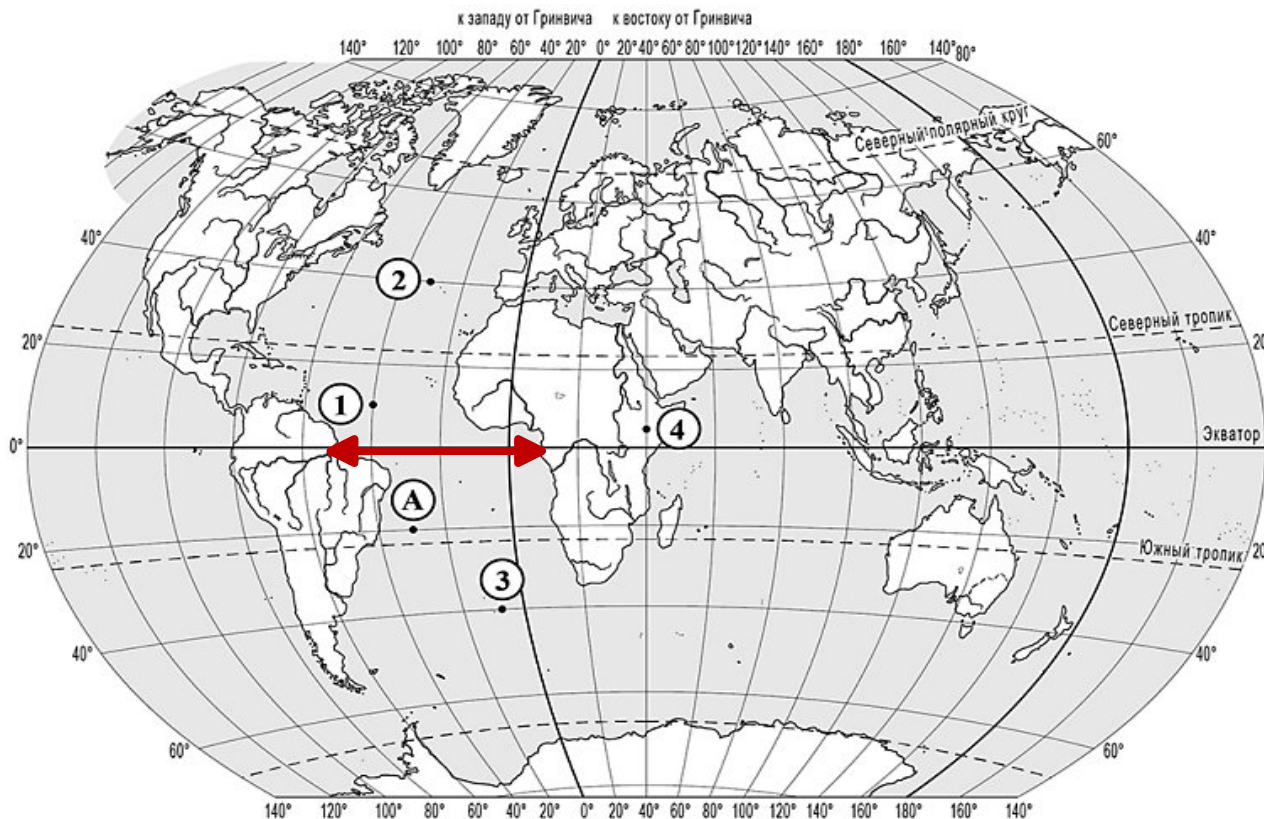 к западу от Гринвича к востоку от Гринвича
140° 120° 100° 80° 60° 0° 20° 40° 60° 80° 100° 120° 140° 160° 180° 160° 140° 80°
Северный полярный круг
60°
40° 40°
2
Северный тропик
20° 20
1
4
Экватор
0° 0°
A
Южный тропик
20° 20
3
40° 40°
60° 60°
140° 120° 100° 80° 60° 40° 20° 0° 20° 40° 60° 80° 100° 120° 140° 160° 180° 160° 140°